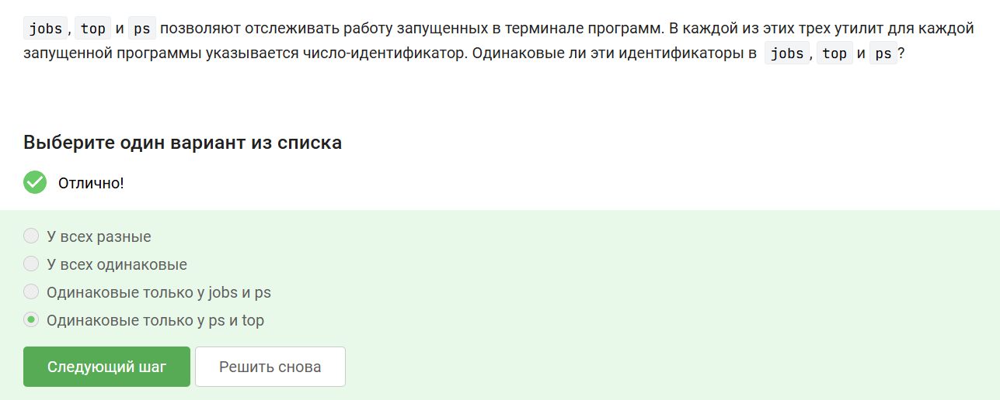 jobs, top и ps позволяют отслеживать работу запущенных в терминале программ. В каждой из этих трех утилит для каждой
запущенной программы указывается число-идентификатор. Одинаковые ли эти идентификаторы в jobs, top и ps?
Выберите один вариант из списка
Отлично!
У всех разные
У всех одинаковые
Одинаковые только у jobs и ps
Одинаковые только у ps и top
Следующий шаг Решить снова